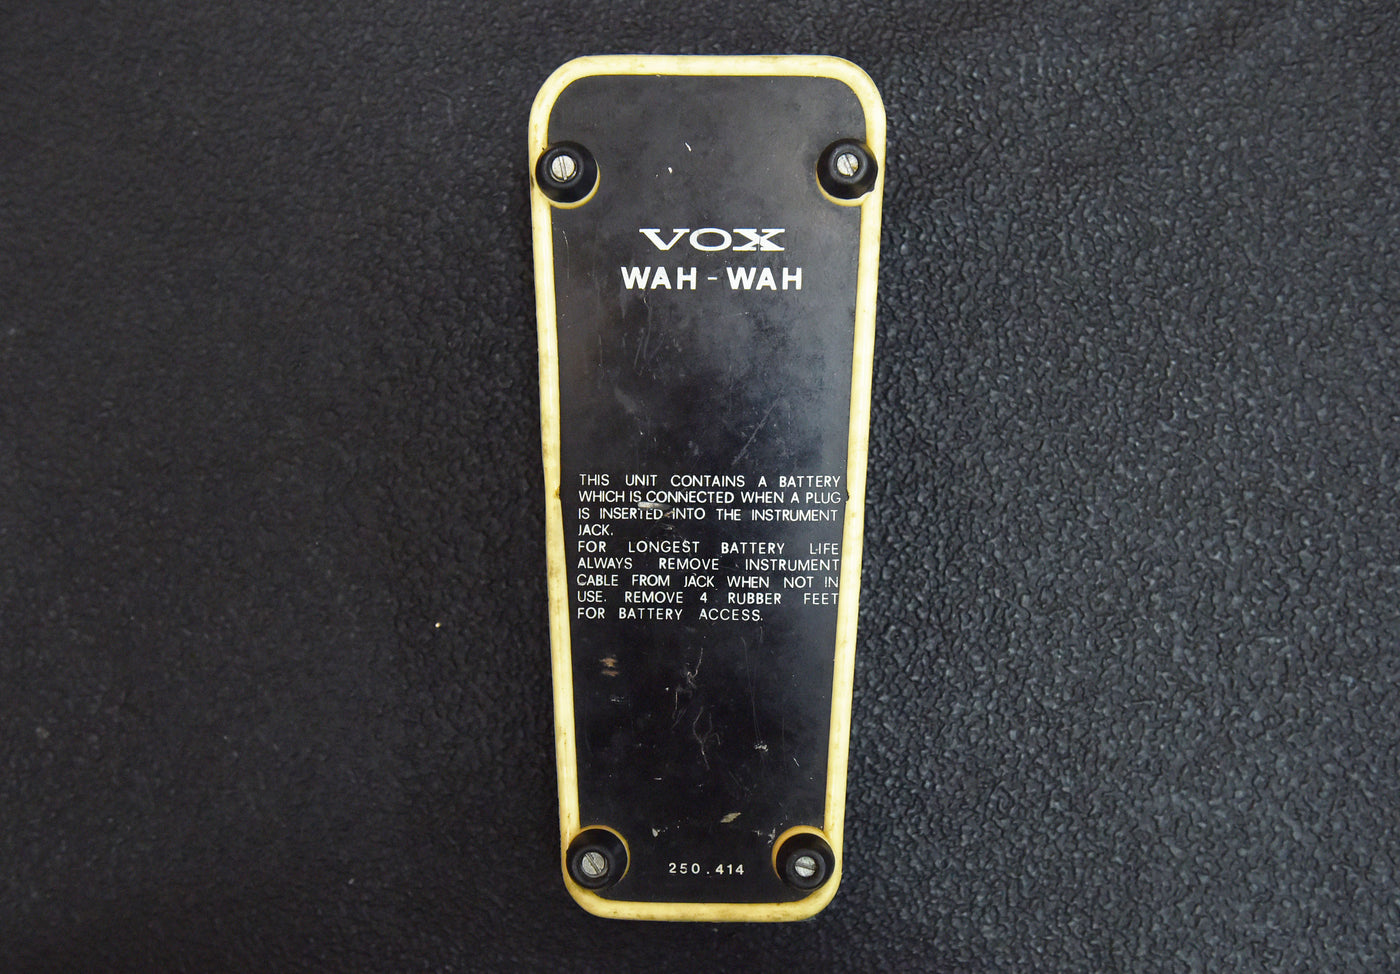 VOX
WAH - WAH
THIS UNIT CONTAINS A BATTERY
WHICH IS CONNECTED WHEN A PLUG
IS INSERTED INTO THE INSTRUMENT
JACK.
FOR LONGEST BATTERY LIFE
ALWAYS REMOVE INSTRUMENT
CABLE FROM JACK WHEN NOT IN
USE. REMOVE 4 RUBBER FEET
FOR BATTERY ACCESS.
250.414